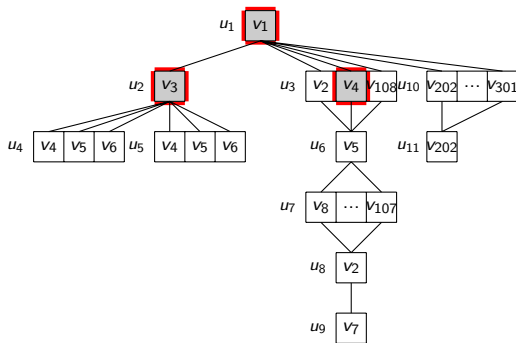 u1 v1
u2 v3 u3 v2 v4 v108 u10 v202 ... v301
u4 v4 v5 v6 u5 v4 v5 v6 u6 v5 u11 v202
u7 v8 ... v107
u8 v2
u9 v7